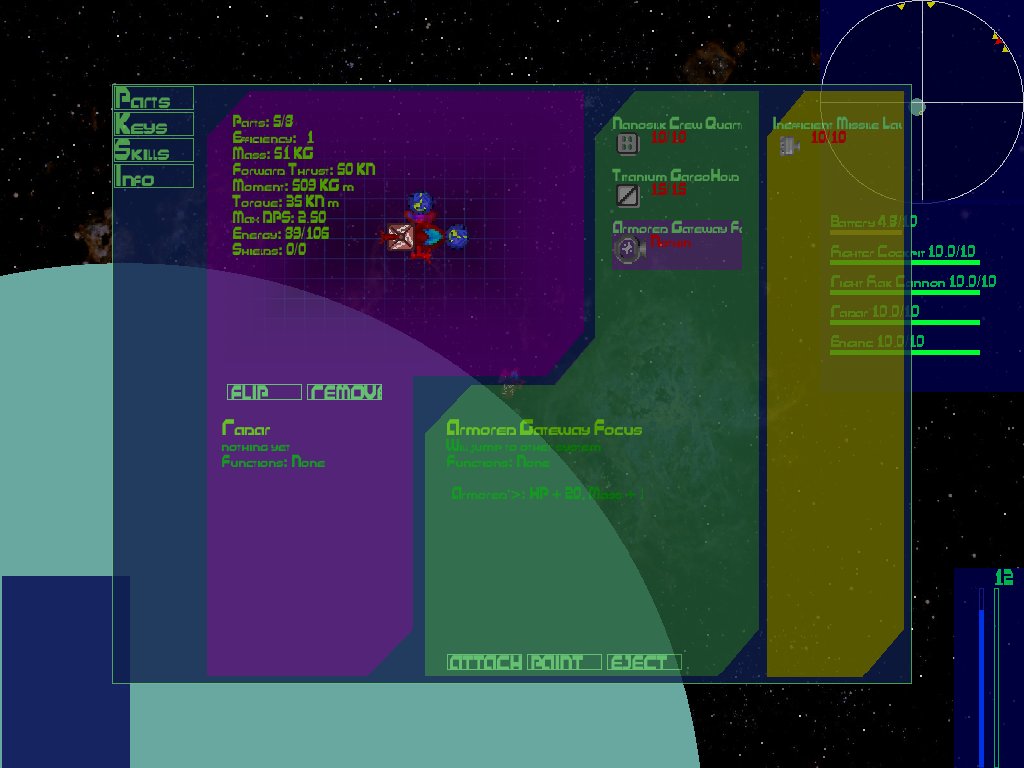 Parts
Keys
Skills
Info
Parts: 5/8
Efficiency: 1
Mass: 51 KG
Forward Thrust: 50 KN
Moment: 509 KG m
Torque: 35 KN m
Max DPS: 2.50
Energy: 89/106
Shields: 0/0
Nanosilk Crew Quart
10/10
Titanium CargoHold
15/15
Armored Gateway Fo
Inefficient Missile Lau
10/10
Battery 4.8/10
Fighter Cockpit 10.0/10
Right Flak Cannon 10.0/10
Radar 10.0/10
Engine 10.0/10
FLIP
REMOVE
Radar
nothing yet
Functions: None
Armored Gateway Focus
Will jump to other system
Functions: None
Armored>: HP + 20, Mass + 1
ATTACH
PAINT
EJECT
12